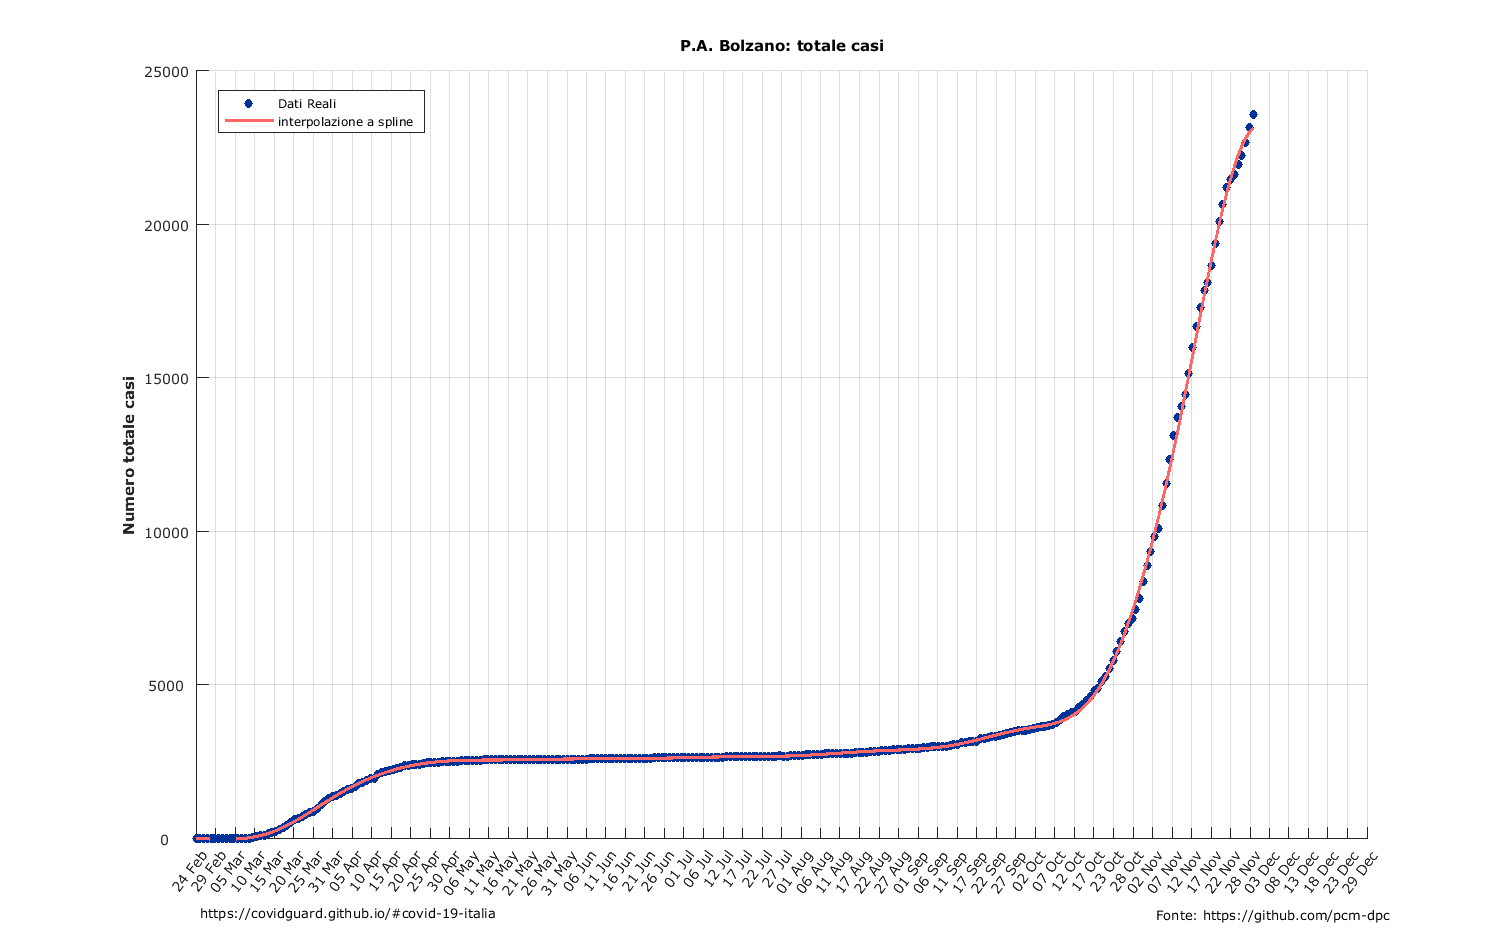 P.A. Bolzano: totale casi
25000
20000
15000
10000
5000
0
Numero totale casi
Dati Reali
interpolazione a spline
24 Feb
29 Feb
05 Mar
10 Mar
15 Mar
20 Mar
25 Mar
31 Mar
05 Apr
10 Apr
15 Apr
20 Apr
25 Apr
30 Apr
06 May
11 May
16 May
21 May
26 May
31 May
06 Jun
11 Jun
16 Jun
21 Jun
26 Jun
01 Jul
06 Jul
12 Jul
17 Jul
22 Jul
27 Jul
01 Aug
06 Aug
11 Aug
17 Aug
22 Aug
27 Aug
01 Sep
06 Sep
11 Sep
17 Sep
22 Sep
27 Sep
02 Oct
07 Oct
12 Oct
17 Oct
23 Oct
28 Oct
02 Nov
07 Nov
12 Nov
17 Nov
22 Nov
28 Nov
03 Dec
08 Dec
13 Dec
18 Dec
23 Dec
29 Dec
https://covidguard.github.io/#covid-19-italia
Fonte: https://github.com/pcm-dpc